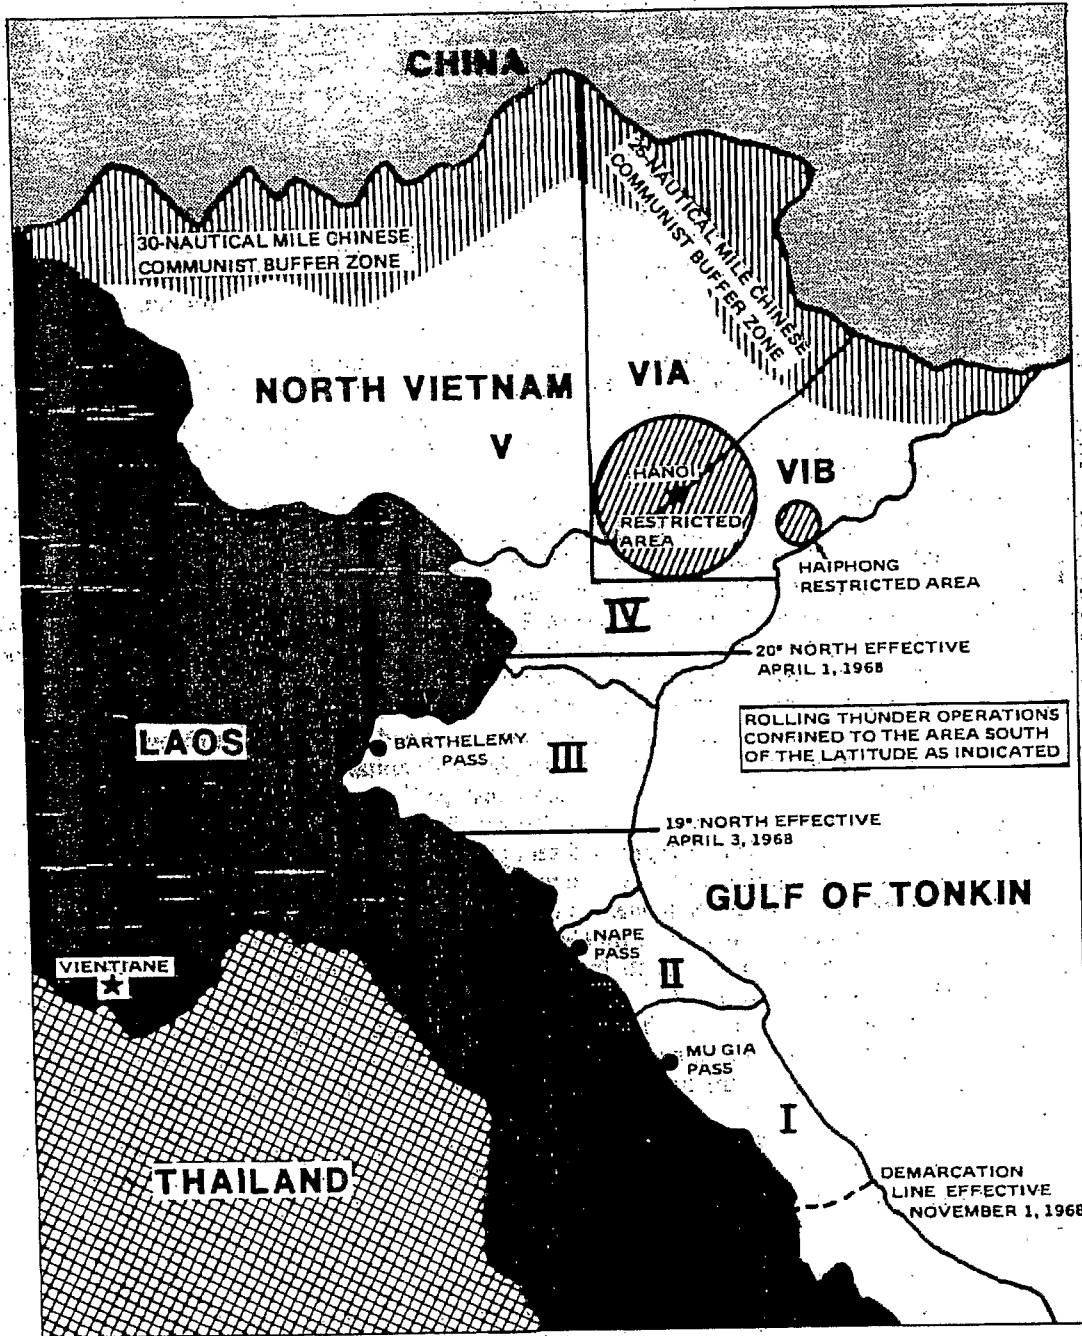 CHINA
30-NAUTICAL MILE CHINESE
COMMUNIST BUFFER ZONE
25-NAUTICAL MILE CHINESE
COMMUNIST BUFFER ZONE
NORTH VIETNAM
V
VIA
HANOI
RESTRICTED
AREA
VIB
HAIPHONG
RESTRICTED AREA
IV
20° NORTH EFFECTIVE
APRIL 1, 1968
ROLLING THUNDER OPERATIONS
CONFINED TO THE AREA SOUTH
OF THE LATITUDE AS INDICATED
LAOS
BARTHELEMY
PASS
III
19° NORTH EFFECTIVE
APRIL 3, 1968
GULF OF TONKIN
NAPE
PASS
II
VIENTIANE
MU GIA
PASS
I
THAILAND
DEMARCATION
LINE EFFECTIVE
NOVEMBER 1, 1968